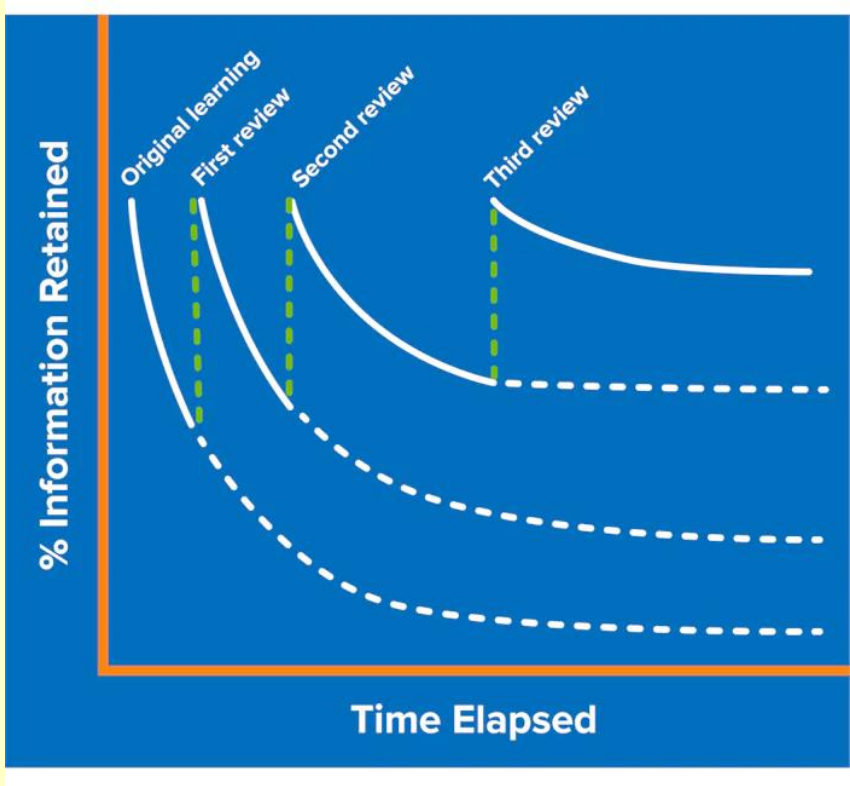 Original learning
First review
Second review
Third review
% Information Retained
Time Elapsed